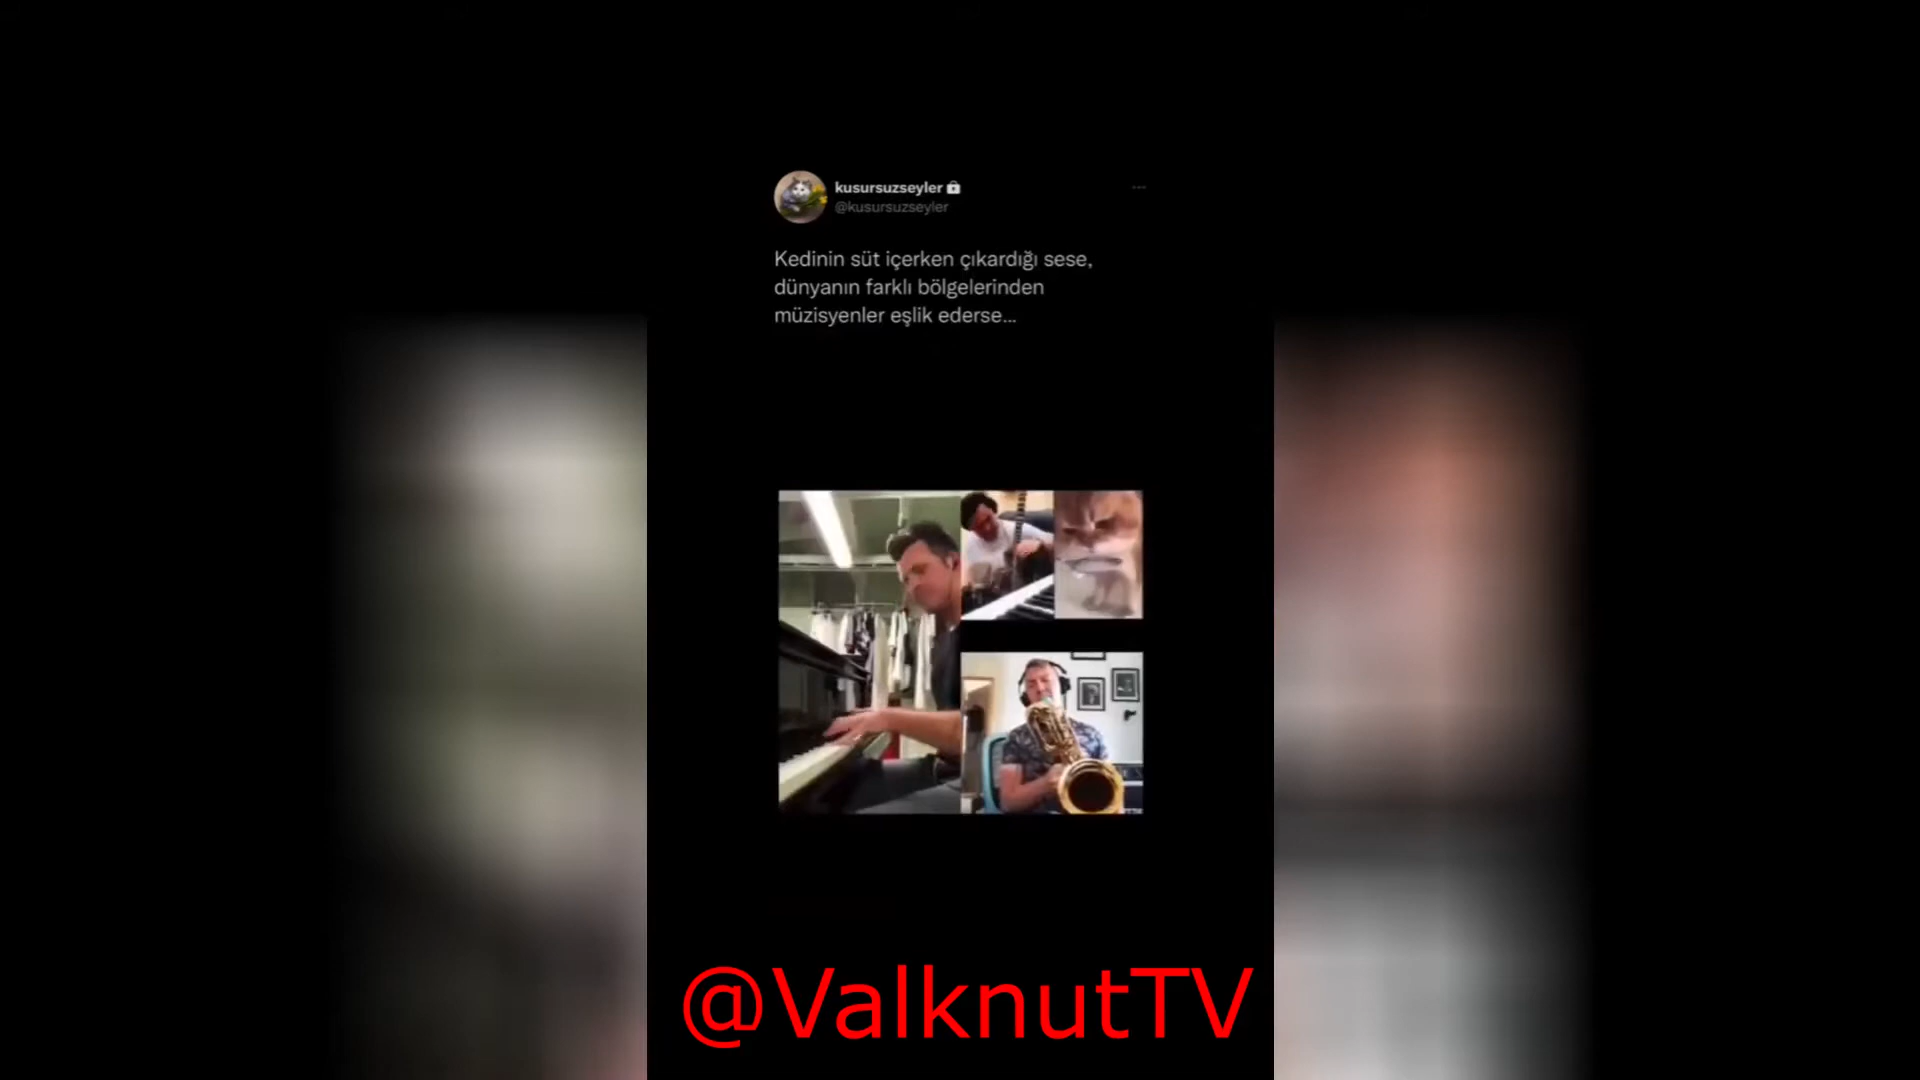 kusursuzseyler
@kusursuzseyler
Kedinin süt içerken çıkardığı sese,
dünyanın farklı bölgelerinden
müzisyenler eşlik ederse...
@ValknutTV